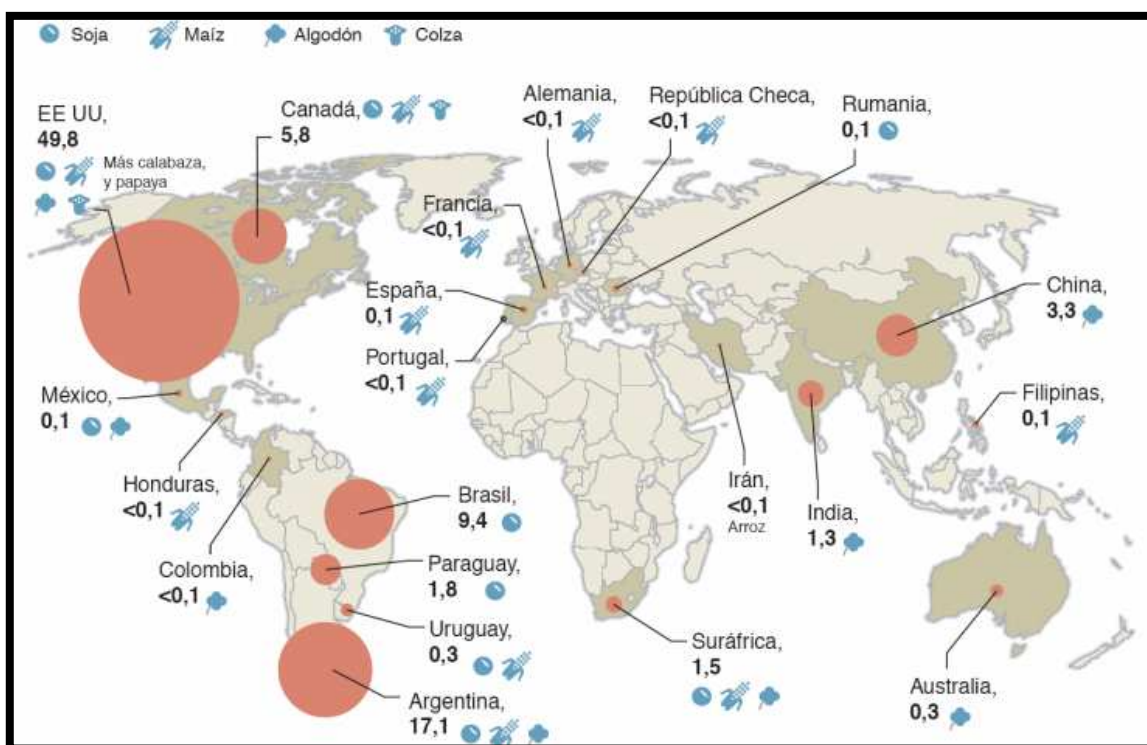 Soja Maíz Algodón Colza
EE UU,
49,8
Más calabaza,
y papaya
Canadá,
5,8
Alemania,
<0,1
República Checa,
<0,1
Rumania,
0,1
Francia,
<0,1
España,
0,1
Portugal,
<0,1
China,
3,3
Filipinas,
0,1
México,
0,1
Honduras,
<0,1
Colombia,
<0,1
Brasil,
9,4
Paraguay,
1,8
Uruguay,
0,3
Argentina,
17,1
Irán,
<0,1
Arroz
India,
1,3
Suráfrica,
1,5
Australia,
0,3